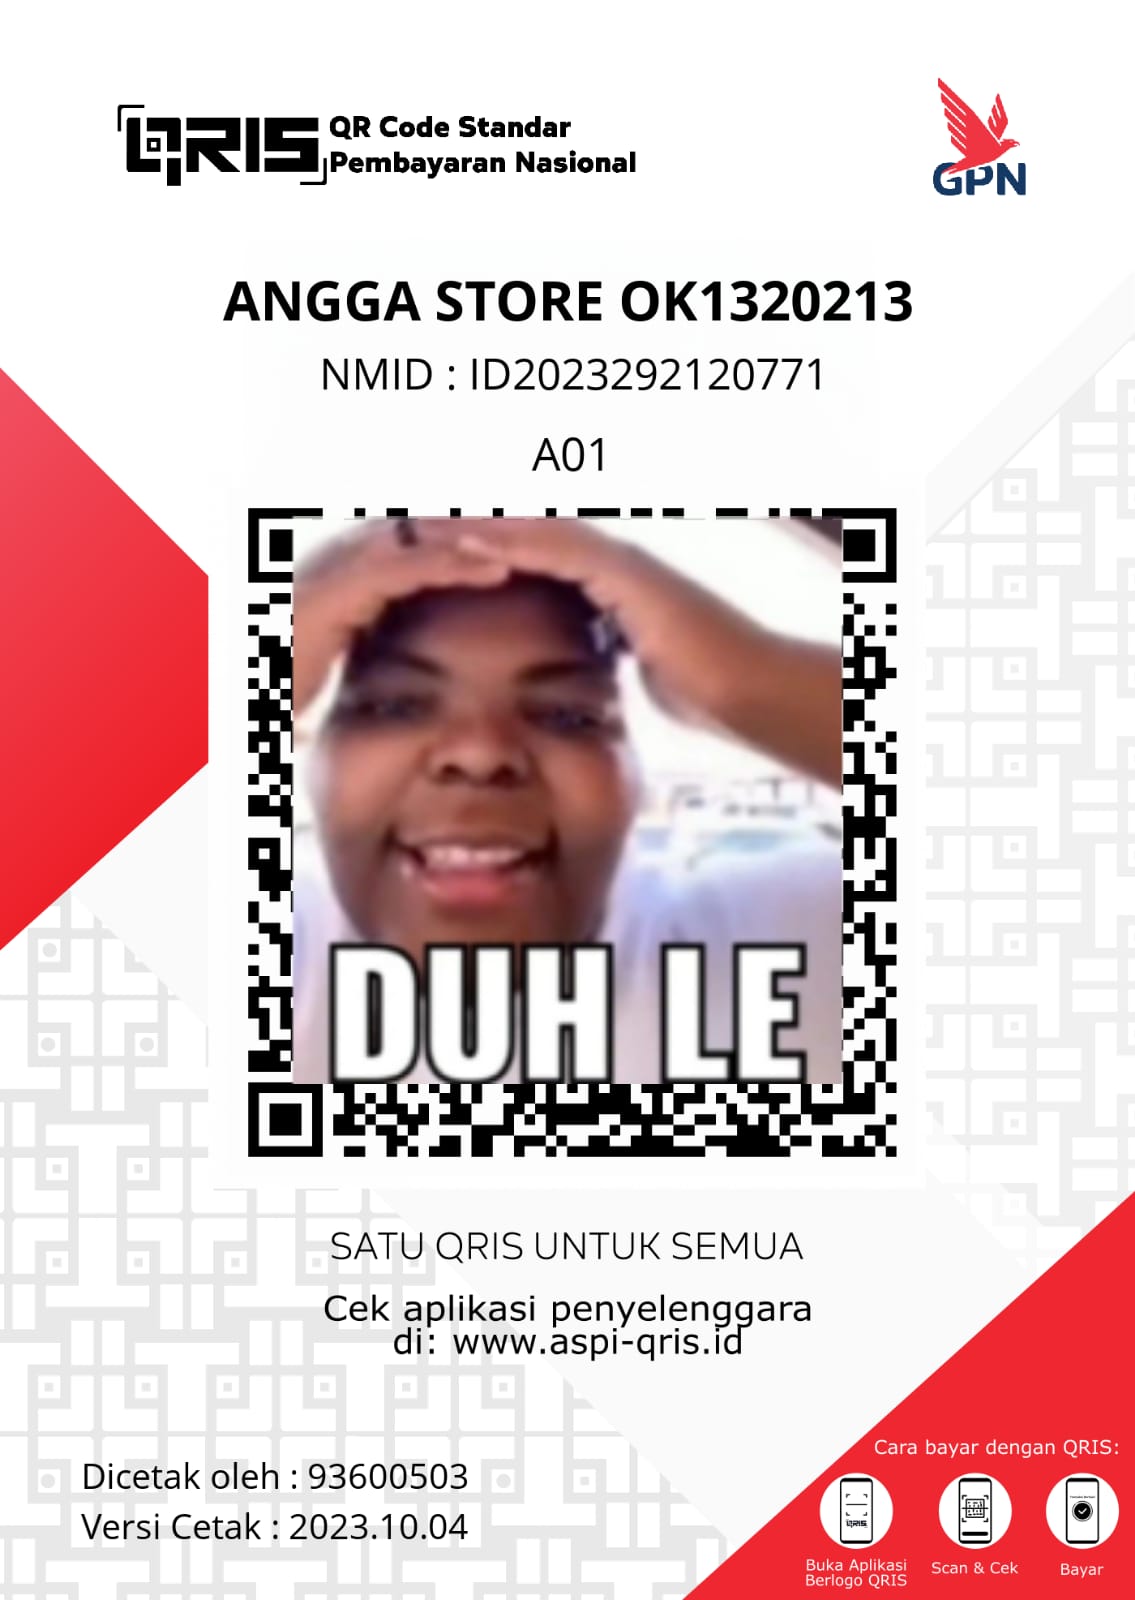 QRIS
QR Code Standar
Pembayaran Nasional
GPN
ANGGA STORE OK1320213
NMID : ID2023292120771
A01
DUH LE
SATU QRIS UNTUK SEMUA
Cek aplikasi penyelenggara
di: www.aspi-qris.id
Dicetak oleh : 93600503
Versi Cetak : 2023.10.04
Cara bayar dengan QRIS:
QRIS
Buka Aplikasi
Berlogo QRIS
Scan & Cek
Bayar